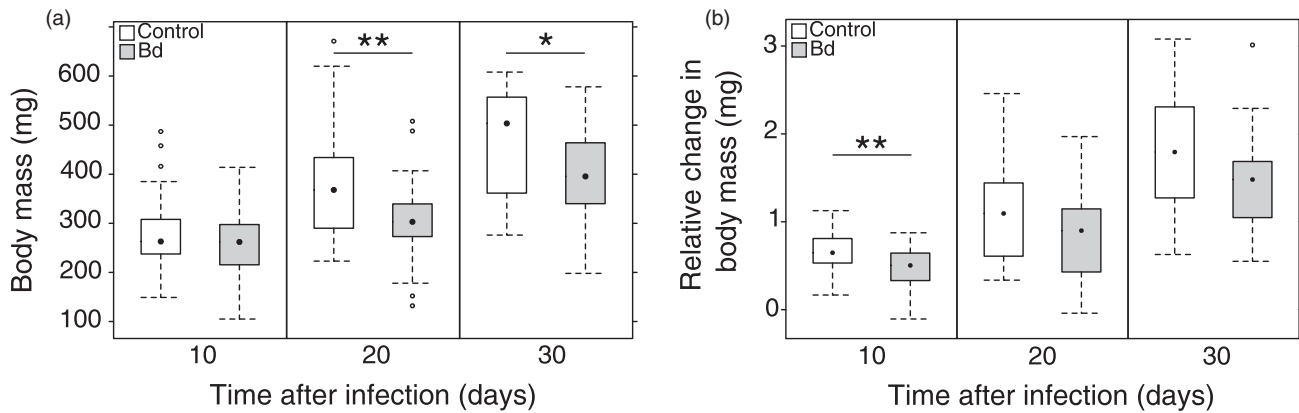 (a)
Control
Bd
**
*
Body mass (mg)
600
500
400
300
200
100
10
20
30
Time after infection (days)
(b)
Control
Bd
**
Relative change in
body mass (mg)
3
2
1
0
10
20
30
Time after infection (days)